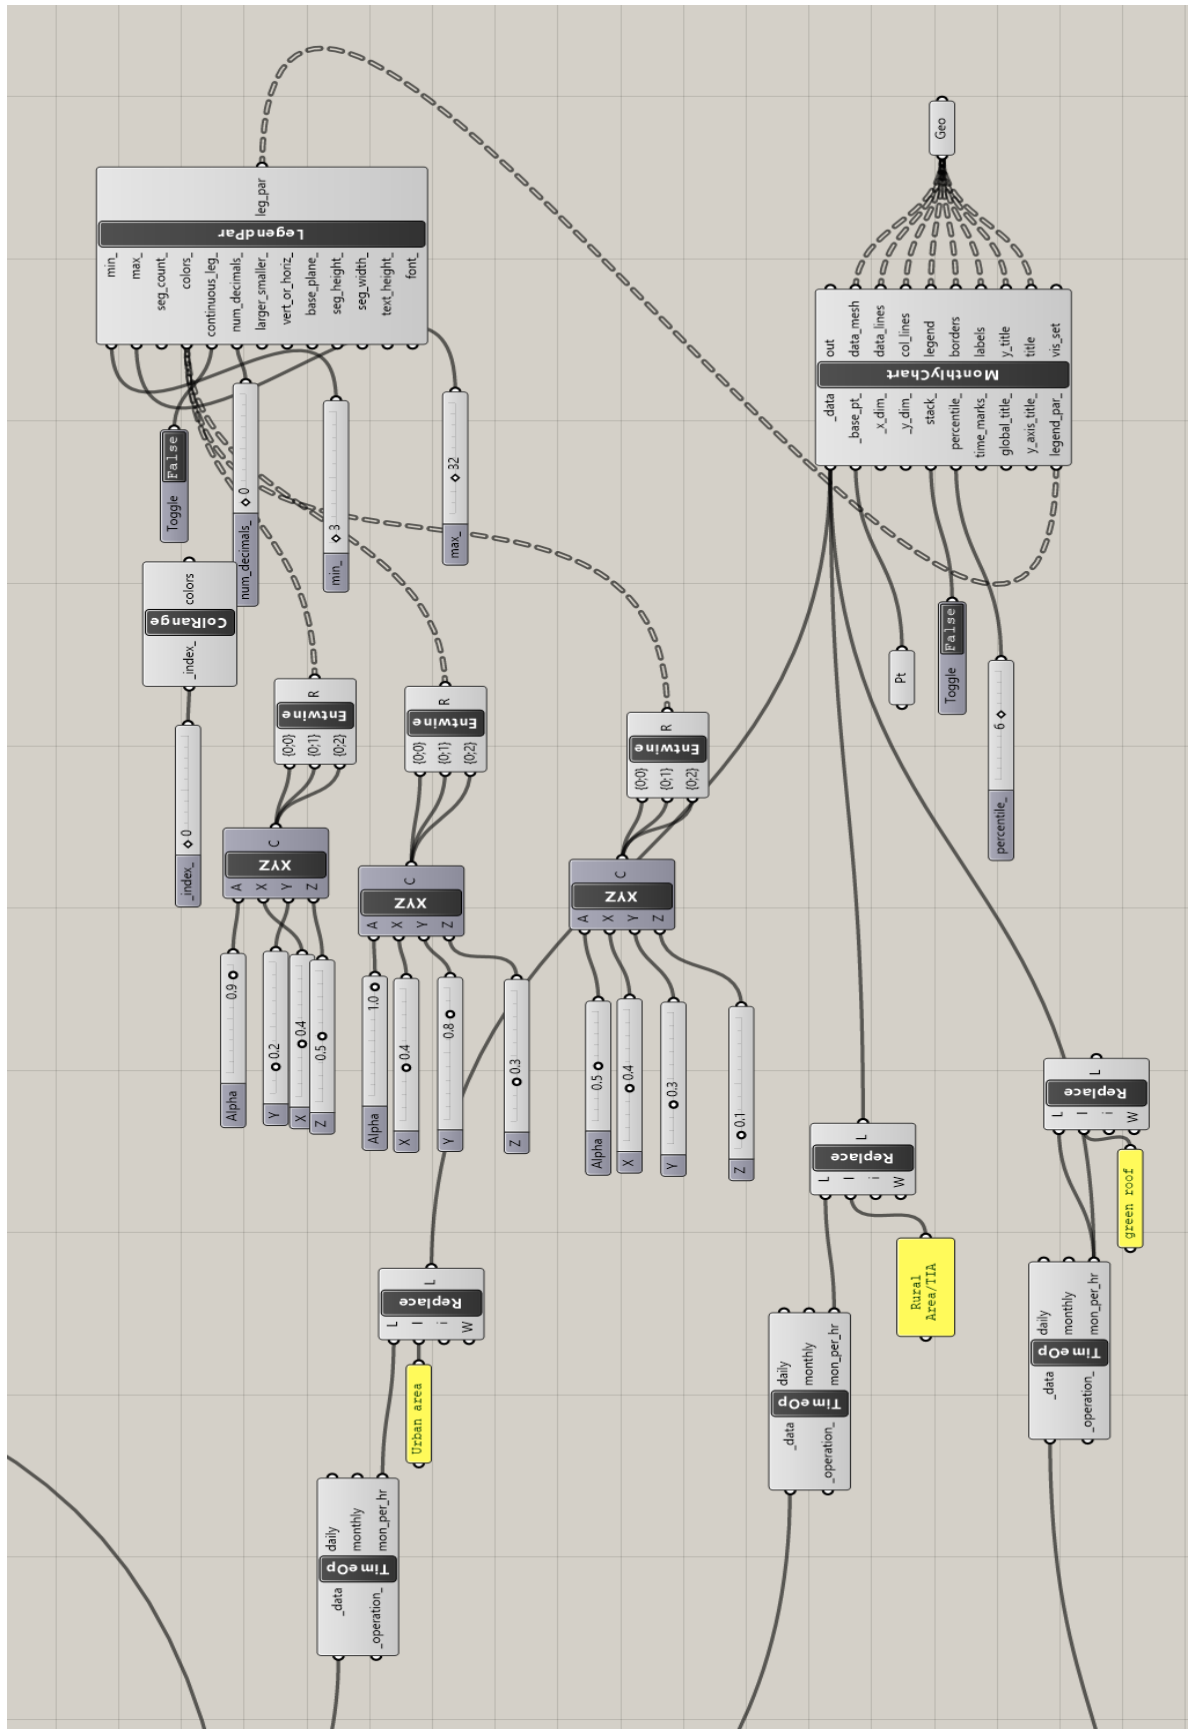 leg_par
LegendPar
min_
max_
seg_count_
colors_
continuous_leg_
num_decimals_
larger_smaller_
vert_or_horiz_
base_plane_
seg_height_
seg_width_
text_height_
font_
Toggle False
num_decimals_ ◇0
min_ ◇3
max_ ◇32
colors
ColRange
_index_
_index_ ◇0
R
Entwine
{0;0}
{0;1}
{0;2}
R
Entwine
{0;0}
{0;1}
{0;2}
R
Entwine
{0;0}
{0;1}
{0;2}
C
XYZ
A
X
Y
Z
C
XYZ
A
X
Y
Z
C
XYZ
A
X
Y
Z
Alpha 0.9
Y 0.2
X 0.4
Z 0.5
Alpha 1.0
X 0.4
Y 0.8
Z 0.3
Alpha 0.5
X 0.4
Y 0.3
Z 0.1
Geo
out
data_mesh
data_lines
col_lines
legend
borders
labels
y_title
title
vis_set
MonthlyChart
_data
_base_pt_
_x_dim_
_y_dim_
stack_
percentile_
time_marks_
global_title_
y_axis_title_
legend_par_
Pt
Toggle False
percentile_ 6 ◇
L
Replace
L
I
i
W
Urban area
daily
monthly
mon_per_hr
TimeOp
_data
_operation_
L
Replace
L
I
i
W
Rural
Area/TIA
daily
monthly
mon_per_hr
TimeOp
_data
_operation_
L
Replace
L
I
i
W
green roof
daily
monthly
mon_per_hr
TimeOp
_data
_operation_